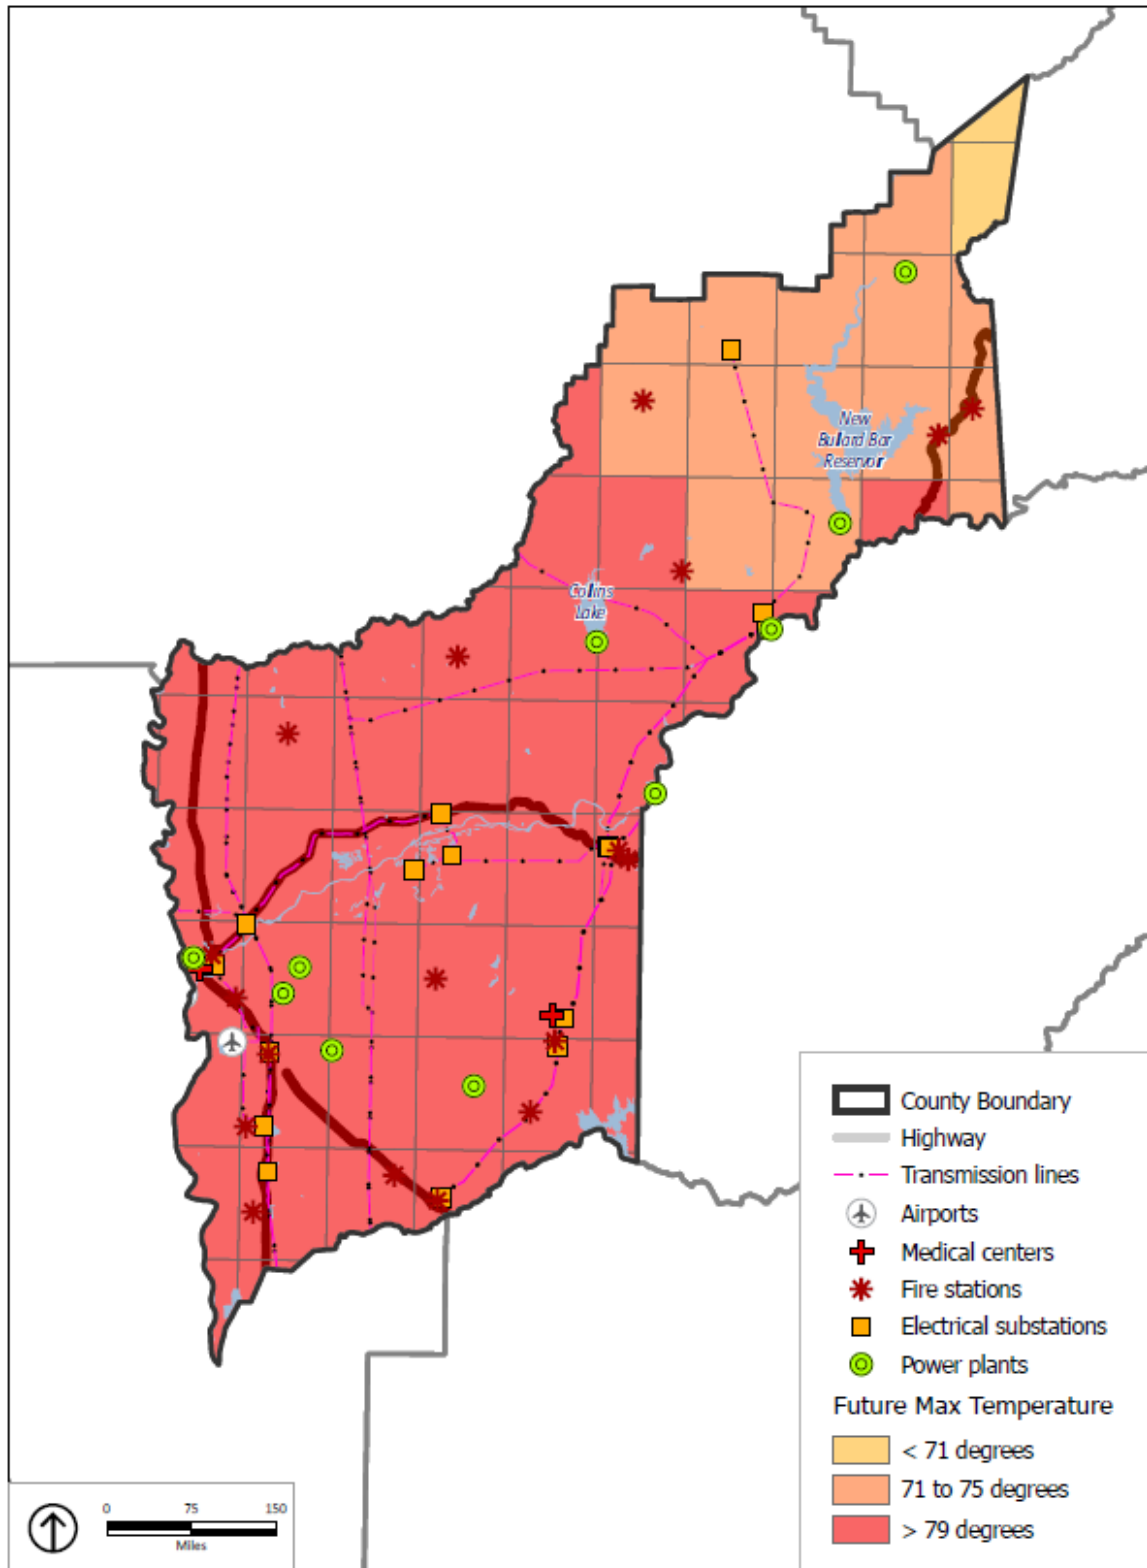 New
Bullard Bar
Reservoir
Collins
Lake
County Boundary
Highway
Transmission lines
Airports
Medical centers
Fire stations
Electrical substations
Power plants
Future Max Temperature
< 71 degrees
71 to 75 degrees
> 79 degrees
0 75 150
Miles